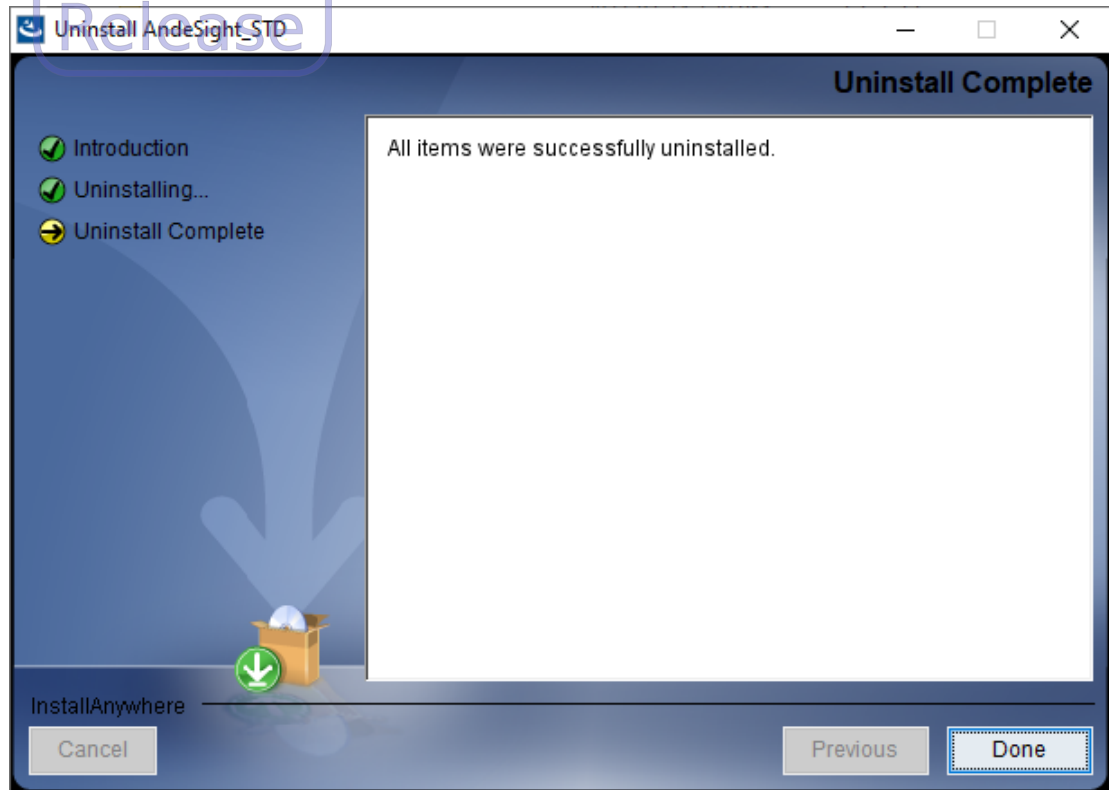 Release
Uninstall AndeSight_STD
Uninstall Complete
Introduction
Uninstalling...
Uninstall Complete
All items were successfully uninstalled.
InstallAnywhere
Cancel
Previous
Done